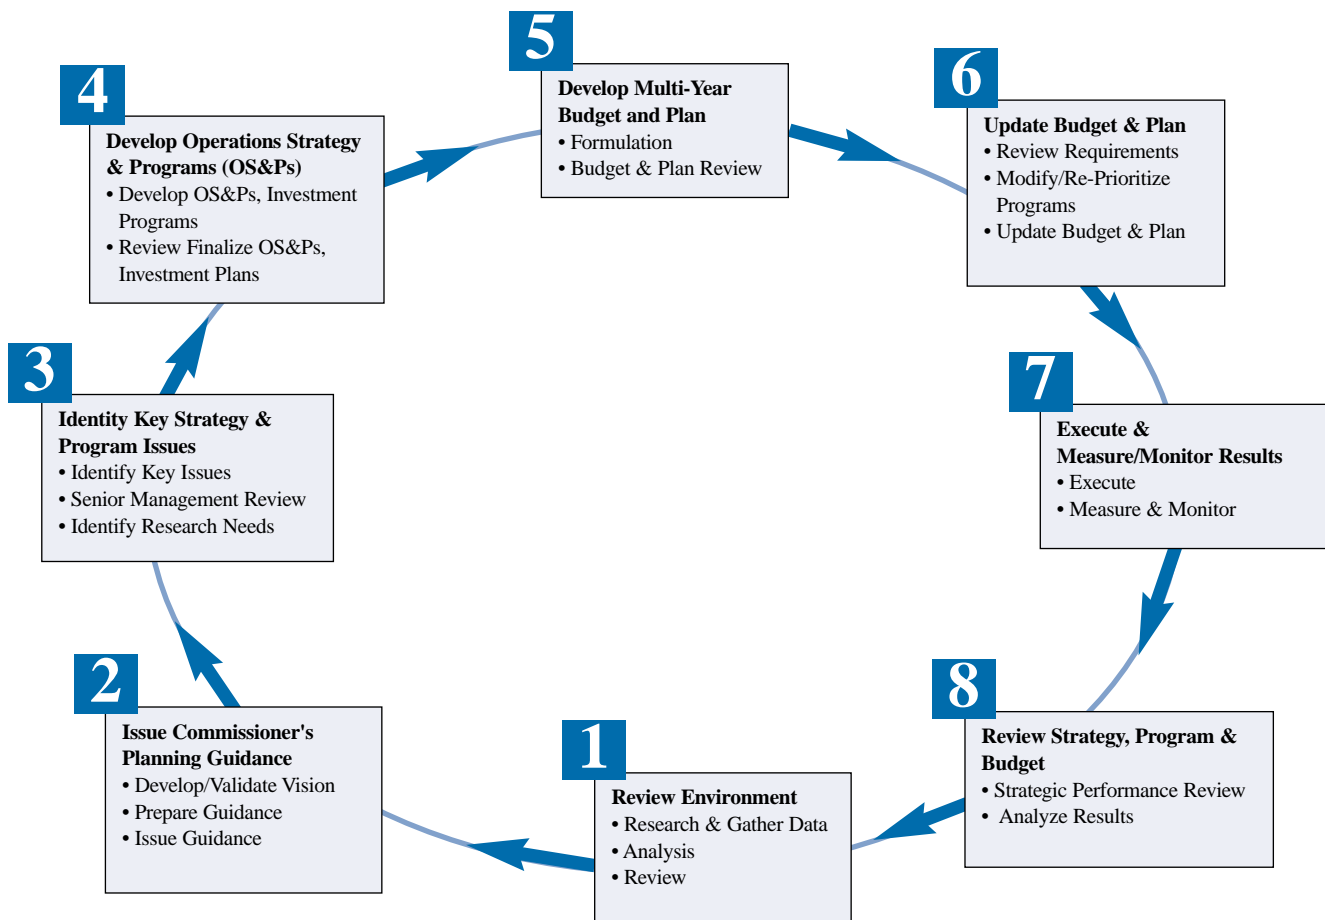 1
Review Environment
• Research & Gather Data
• Analysis
• Review
2
Issue Commissioner's
Planning Guidance
• Develop/Validate Vision
• Prepare Guidance
• Issue Guidance
3
Identity Key Strategy &
Program Issues
• Identify Key Issues
• Senior Management Review
• Identify Research Needs
4
Develop Operations Strategy
& Programs (OS&Ps)
• Develop OS&Ps, Investment
Programs
• Review Finalize OS&Ps,
Investment Plans
5
Develop Multi-Year
Budget and Plan
• Formulation
• Budget & Plan Review
6
Update Budget & Plan
• Review Requirements
• Modify/Re-Prioritize
Programs
• Update Budget & Plan
7
Execute &
Measure/Monitor Results
• Execute
• Measure & Monitor
8
Review Strategy, Program &
Budget
• Strategic Performance Review
• Analyze Results